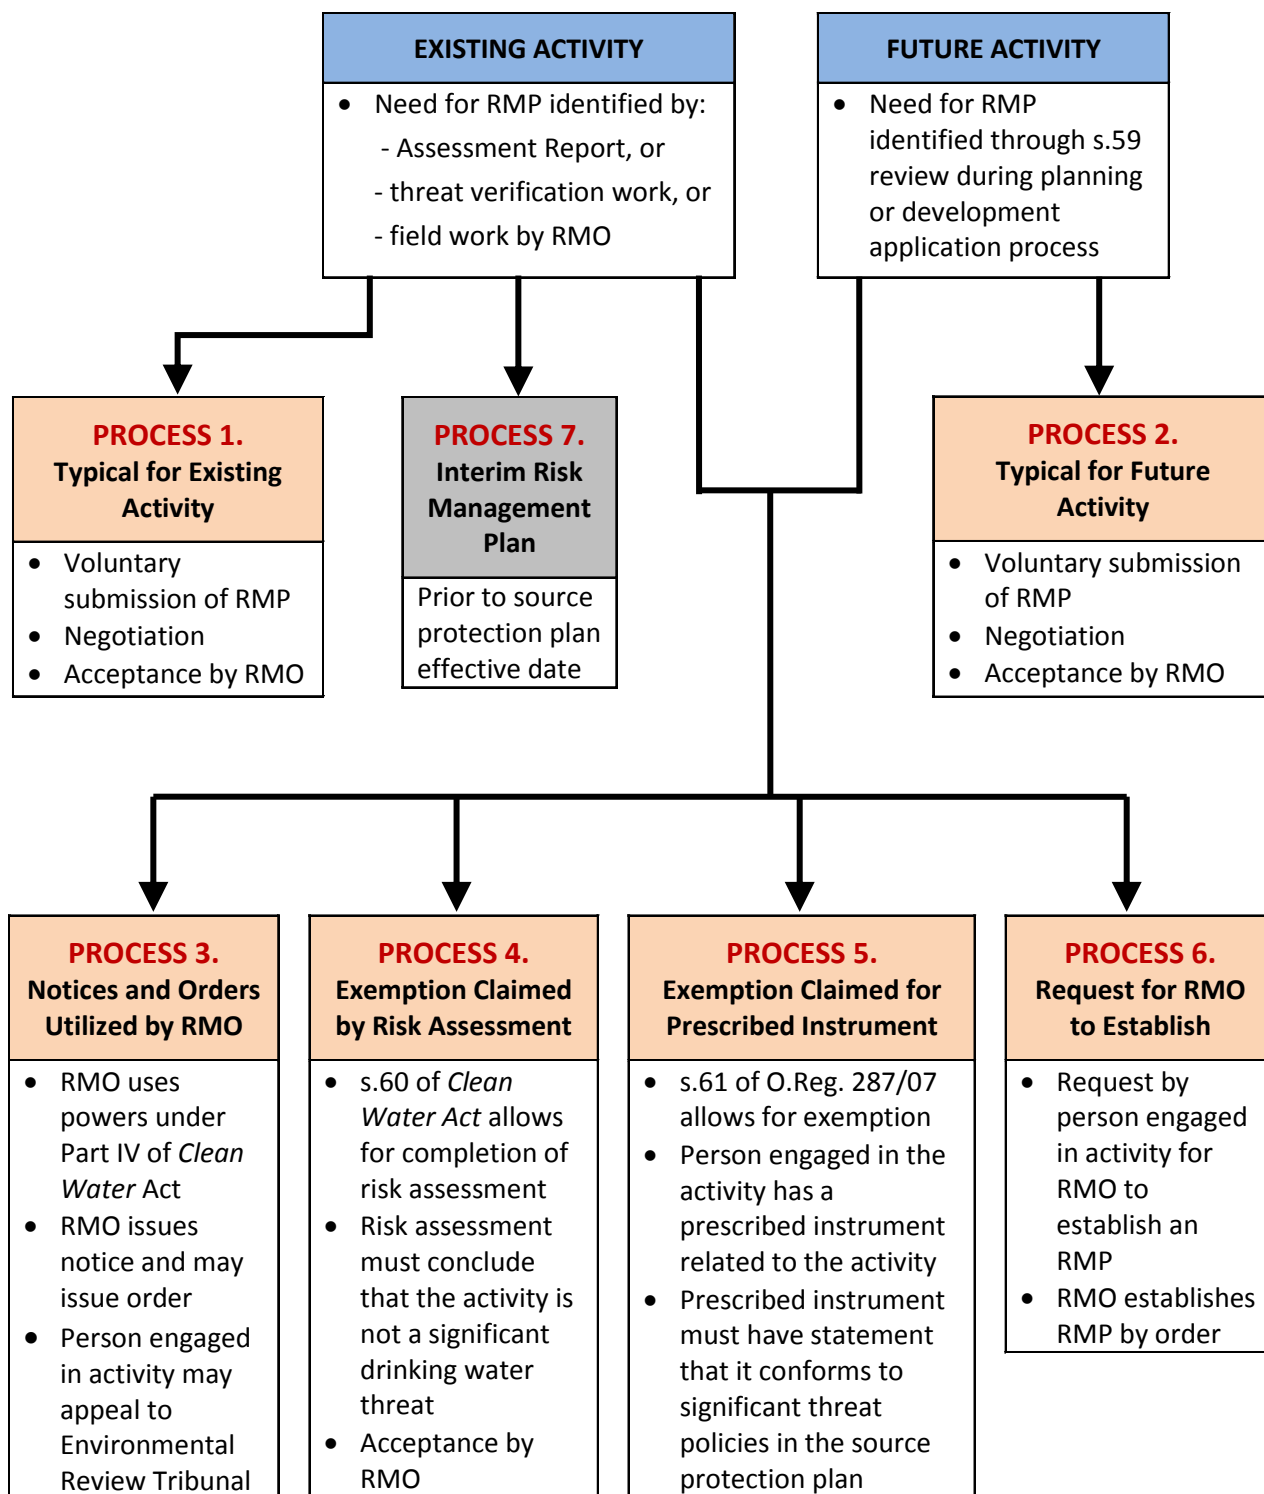 EXISTING ACTIVITY
• Need for RMP identified by:
- Assessment Report, or
- threat verification work, or
- field work by RMO
FUTURE ACTIVITY
• Need for RMP
identified through s.59
review during planning
or development
application process
PROCESS 1.
Typical for Existing
Activity
• Voluntary
submission of RMP
• Negotiation
• Acceptance by RMO
PROCESS 7.
Interim Risk
Management
Plan
Prior to source
protection plan
effective date
PROCESS 2.
Typical for Future
Activity
• Voluntary submission
of RMP
• Negotiation
• Acceptance by RMO
PROCESS 3.
Notices and Orders
Utilized by RMO
• RMO uses
powers under
Part IV of Clean
Water Act
• RMO issues
notice and may
issue order
• Person engaged
in activity may
appeal to
Environmental
Review Tribunal
PROCESS 4.
Exemption Claimed
by Risk Assessment
• s.60 of Clean
Water Act allows
for completion of
risk assessment
• Risk assessment
must conclude
that the activity is
not a significant
drinking water
threat
• Acceptance by
RMO
PROCESS 5.
Exemption Claimed for
Prescribed Instrument
• s.61 of O.Reg. 287/07
allows for exemption
• Person engaged in the
activity has a
prescribed instrument
related to the activity
• Prescribed instrument
must have statement
that it conforms to
significant threat
policies in the source
protection plan
PROCESS 6.
Request for RMO
to Establish
• Request by
person engaged
in activity for
RMO to
establish an
RMP
• RMO establishes
RMP by order